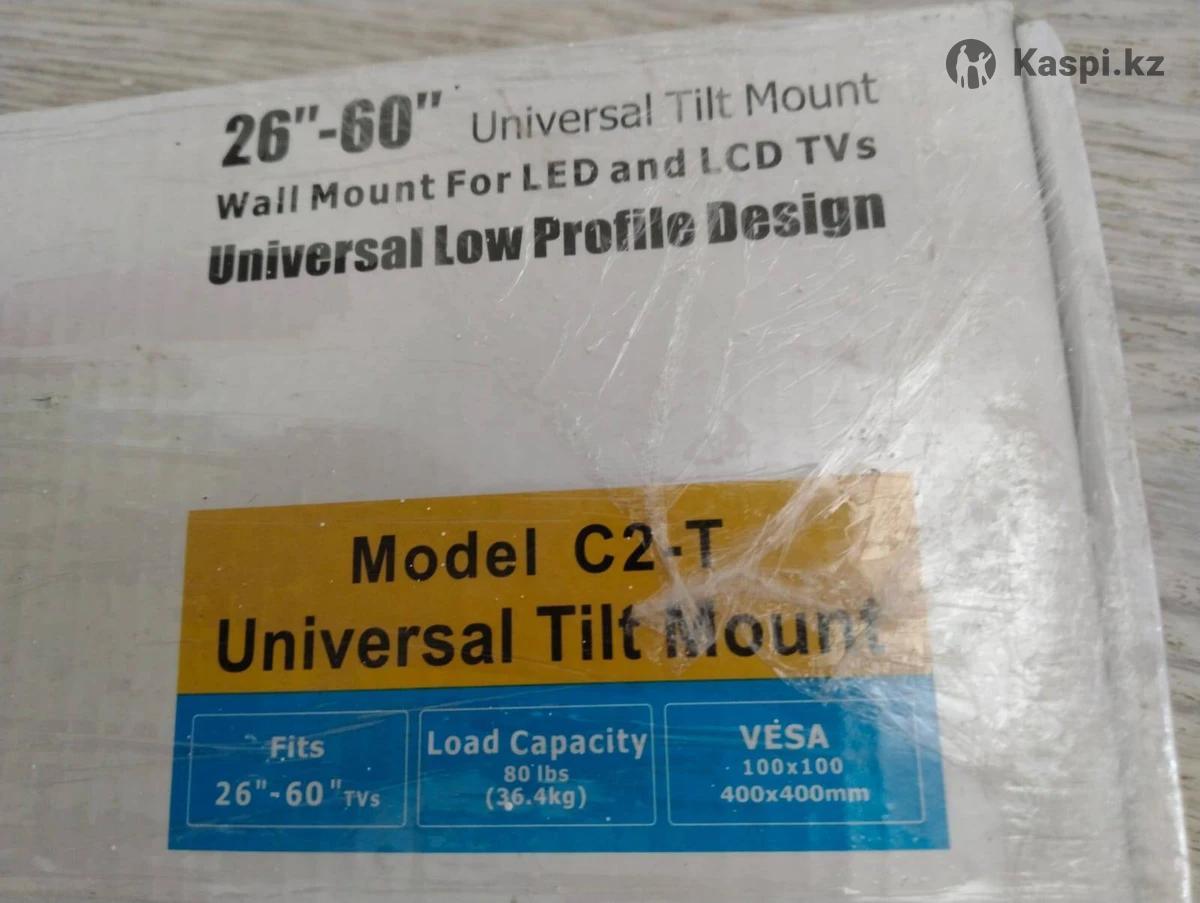 Kaspi.kz
26"-60" Universal Tilt Mount
Wall Mount For LED and LCD TVs
Universal Low Profile Design
Model C2-T
Universal Tilt Mount
Fits
26"-60"TVs
Load Capacity
80 lbs
(36.4kg)
VESA
100x100
400x400mm